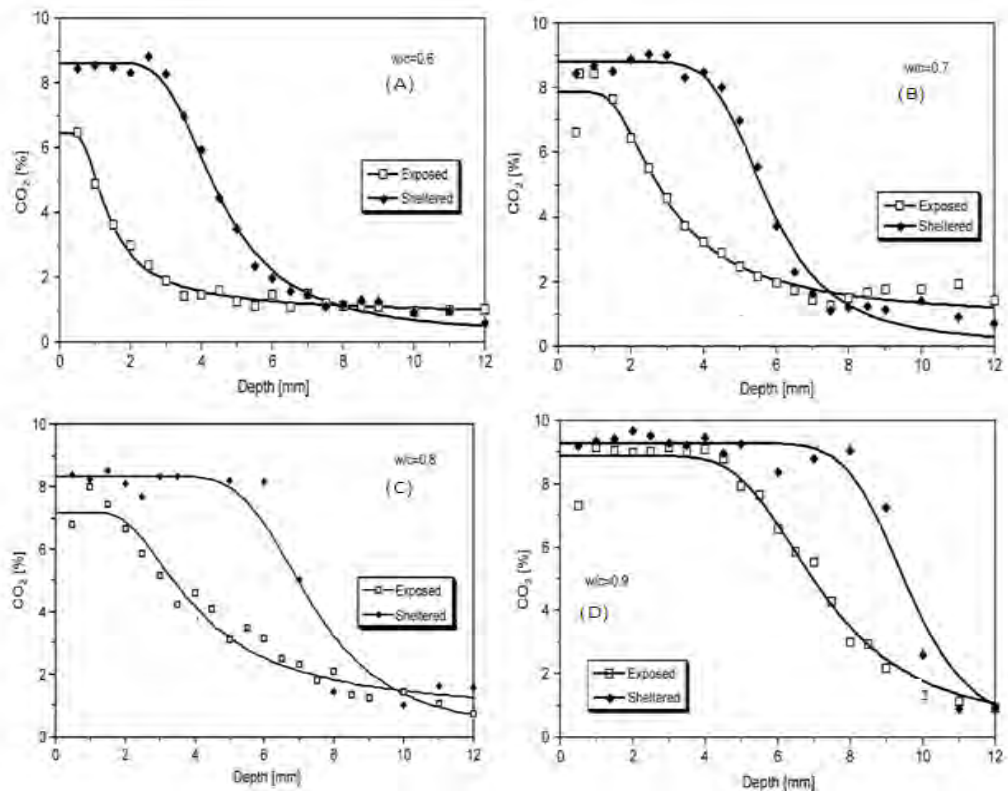 10
8
6
4
2
0
CO₂ [%]
w/c=0.6
(A)
Exposed
Sheltered
0 2 4 6 8 10 12
Depth [mm]
10
8
6
4
2
0
CO₂ [%]
w/c=0.7
(B)
Exposed
Sheltered
0 2 4 6 8 10 12
Depth [mm]
10
8
6
4
2
0
CO₂ [%]
w/c=0.8
(C)
Exposed
Sheltered
0 2 4 6 8 10 12
Depth [mm]
10
8
6
4
2
0
CO₂ [%]
w/c=0.9
(D)
Exposed
Sheltered
0 2 4 6 8 10 12
Depth [mm]